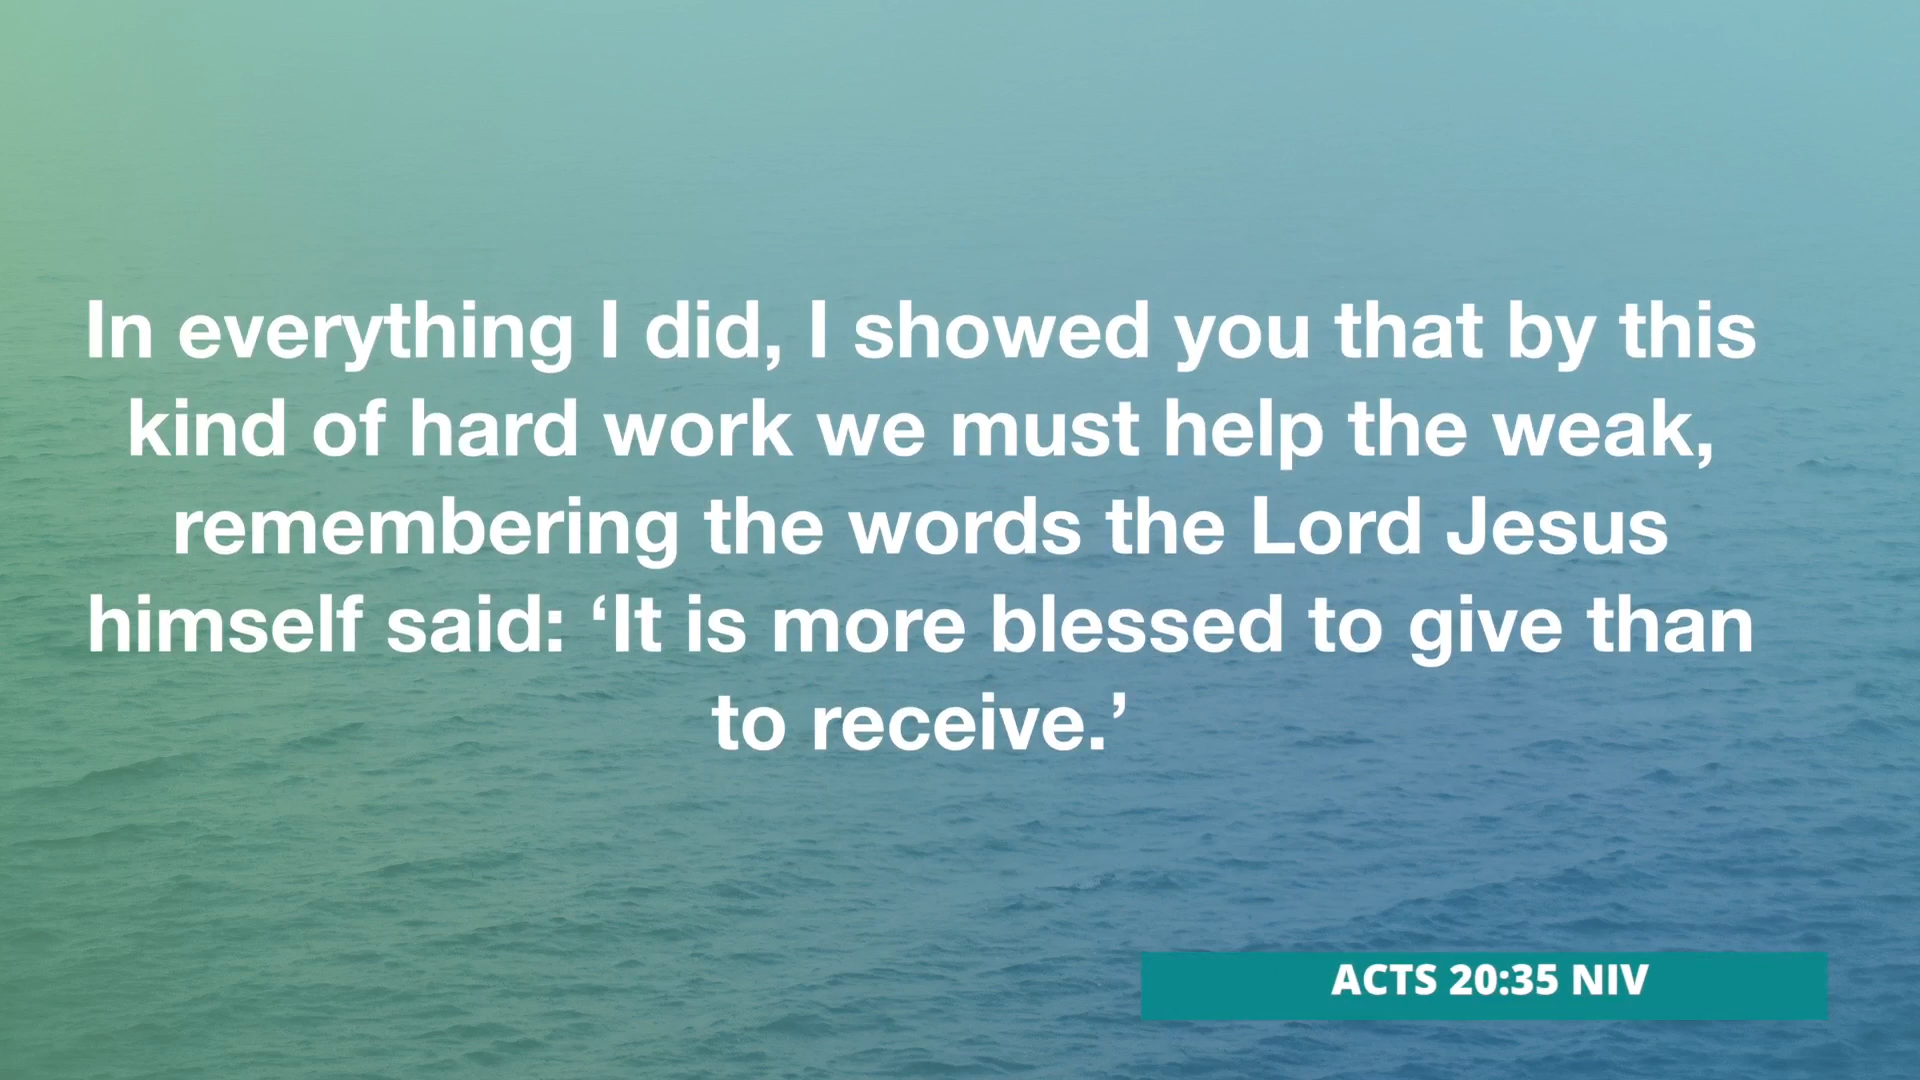 In everything I did, I showed you that by this
kind of hard work we must help the weak,
remembering the words the Lord Jesus
himself said: ‘It is more blessed to give than
to receive.’
ACTS 20:35 NIV